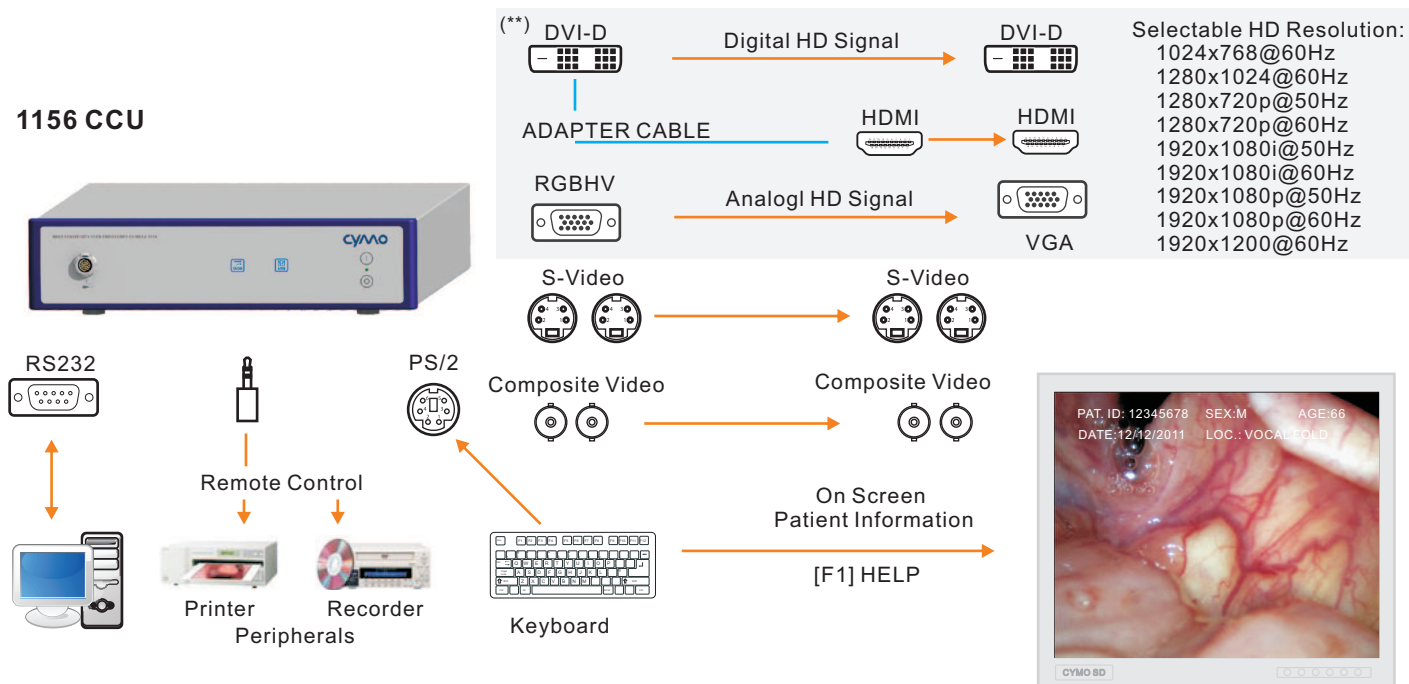 (**)
DVI-D
Digital HD Signal
DVI-D
Selectable HD Resolution:
1024x768@60Hz
1280x1024@60Hz
1280x720p@50Hz
1280x720p@60Hz
1920x1080i@50Hz
1920x1080i@60Hz
1920x1080p@50Hz
1920x1080p@60Hz
1920x1200@60Hz
ADAPTER CABLE
HDMI
HDMI
RGBHV
Analogl HD Signal
VGA
1156 CCU
CYMO
S-Video
S-Video
RS232
PS/2
Composite Video
Composite Video
Remote Control
Printer
Recorder
Peripherals
Keyboard
On Screen
Patient Information
[F1] HELP
PAT. ID: 12345678 SEX:M AGE:66
DATE:12/12/2011 LOC.: VOCAL FOLD
CYMO SD